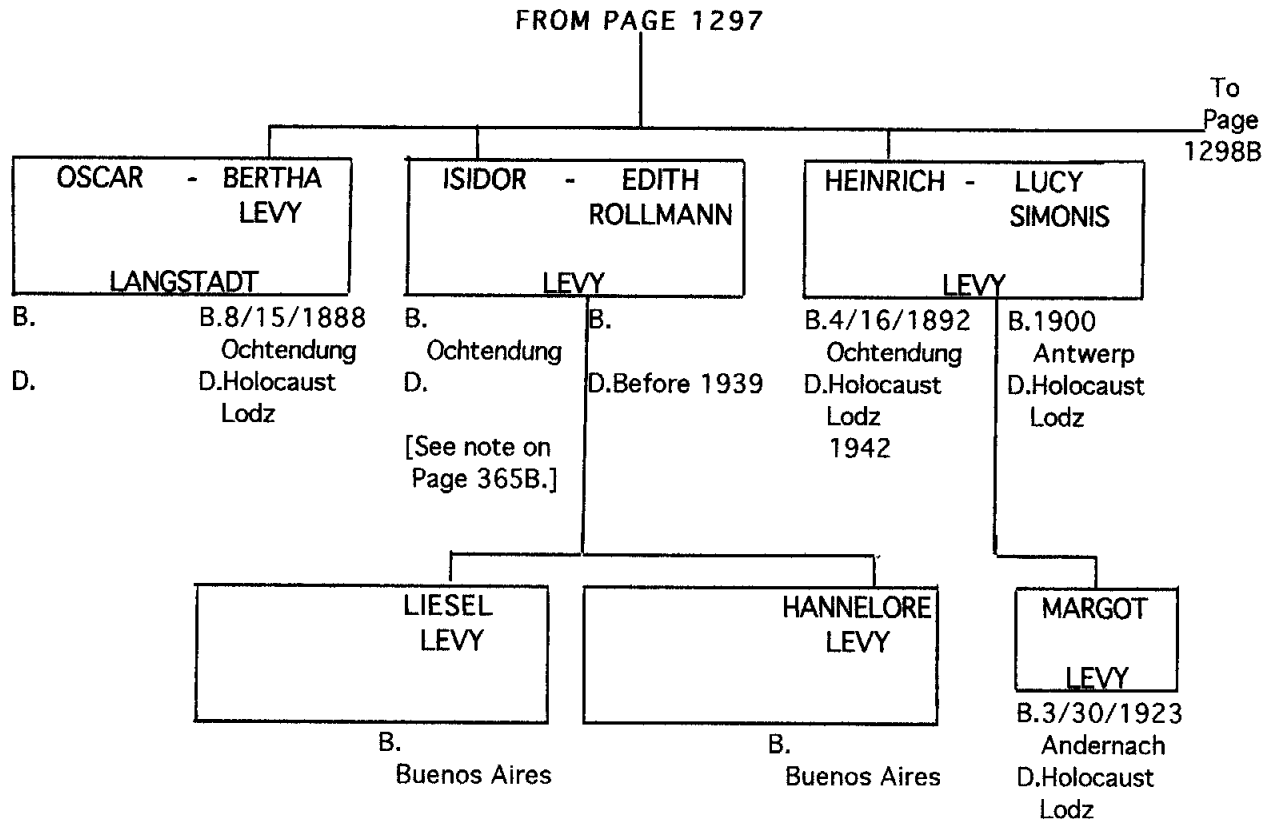 FROM PAGE 1297
To
Page
1298B
OSCAR - BERTHA
LEVY
LANGSTADT
B. B.8/15/1888
Ochtendung
D. D.Holocaust
Lodz
ISIDOR - EDITH
ROLLMANN
LEVY
B. B.
Ochtendung
D. D.Before 1939
[See note on
Page 365B.]
HEINRICH - LUCY
SIMONIS
LEVY
B.4/16/1892 B.1900
Ochtendung Antwerp
D.Holocaust D.Holocaust
Lodz Lodz
1942
LIESEL
LEVY
B.
Buenos Aires
HANNELORE
LEVY
B.
Buenos Aires
MARGOT
LEVY
B.3/30/1923
Andernach
D.Holocaust
Lodz